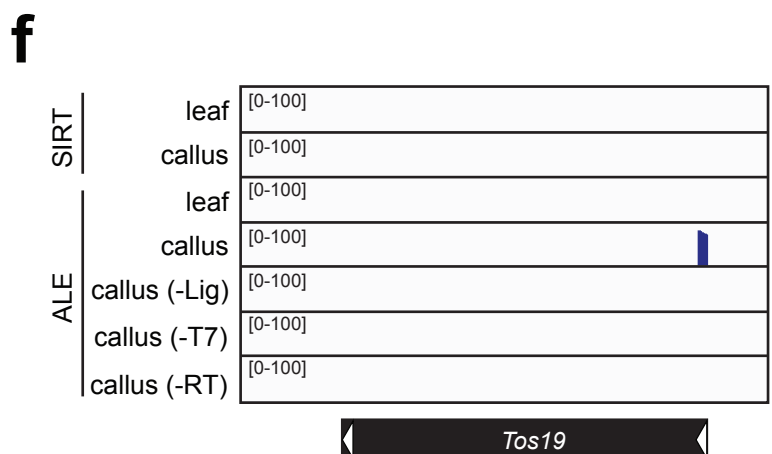 f
SIRT
leaf [0-100]
callus [0-100]
ALE
leaf [0-100]
callus [0-100]
callus (-Lig) [0-100]
callus (-T7) [0-100]
callus (-RT) [0-100]
Tos19